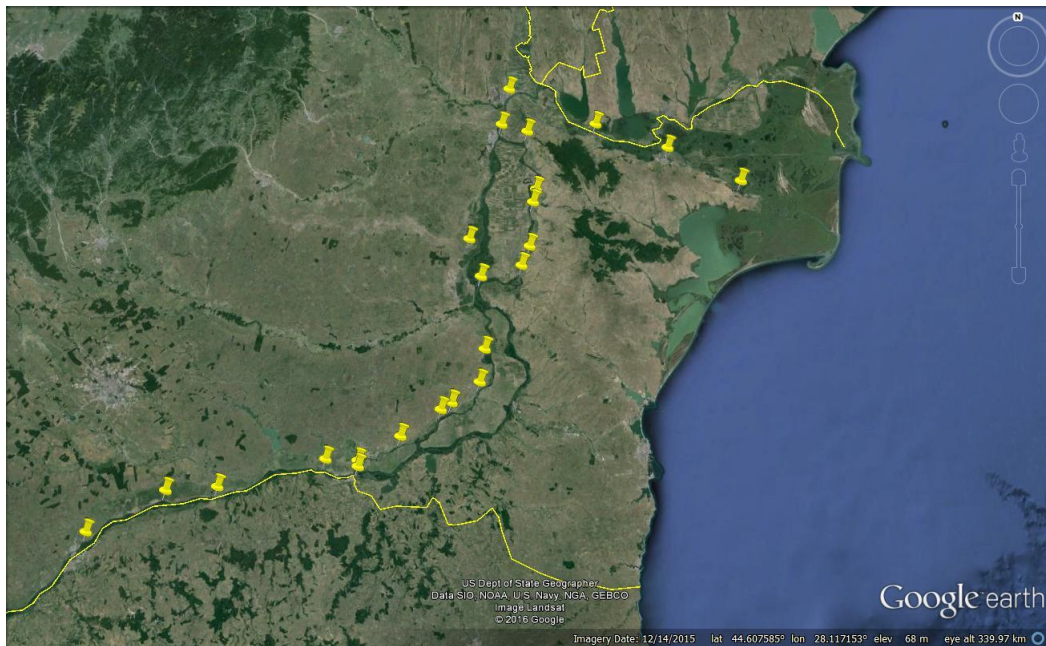 N
US Dept of State Geographer
Data SIO, NOAA, U.S. Navy, NGA, GEBCO
Image Landsat
© 2016 Google
Google earth
Imagery Date: 12/14/2015 lat 44.607585° lon 28.117153° elev 68 m eye alt 339.97 km